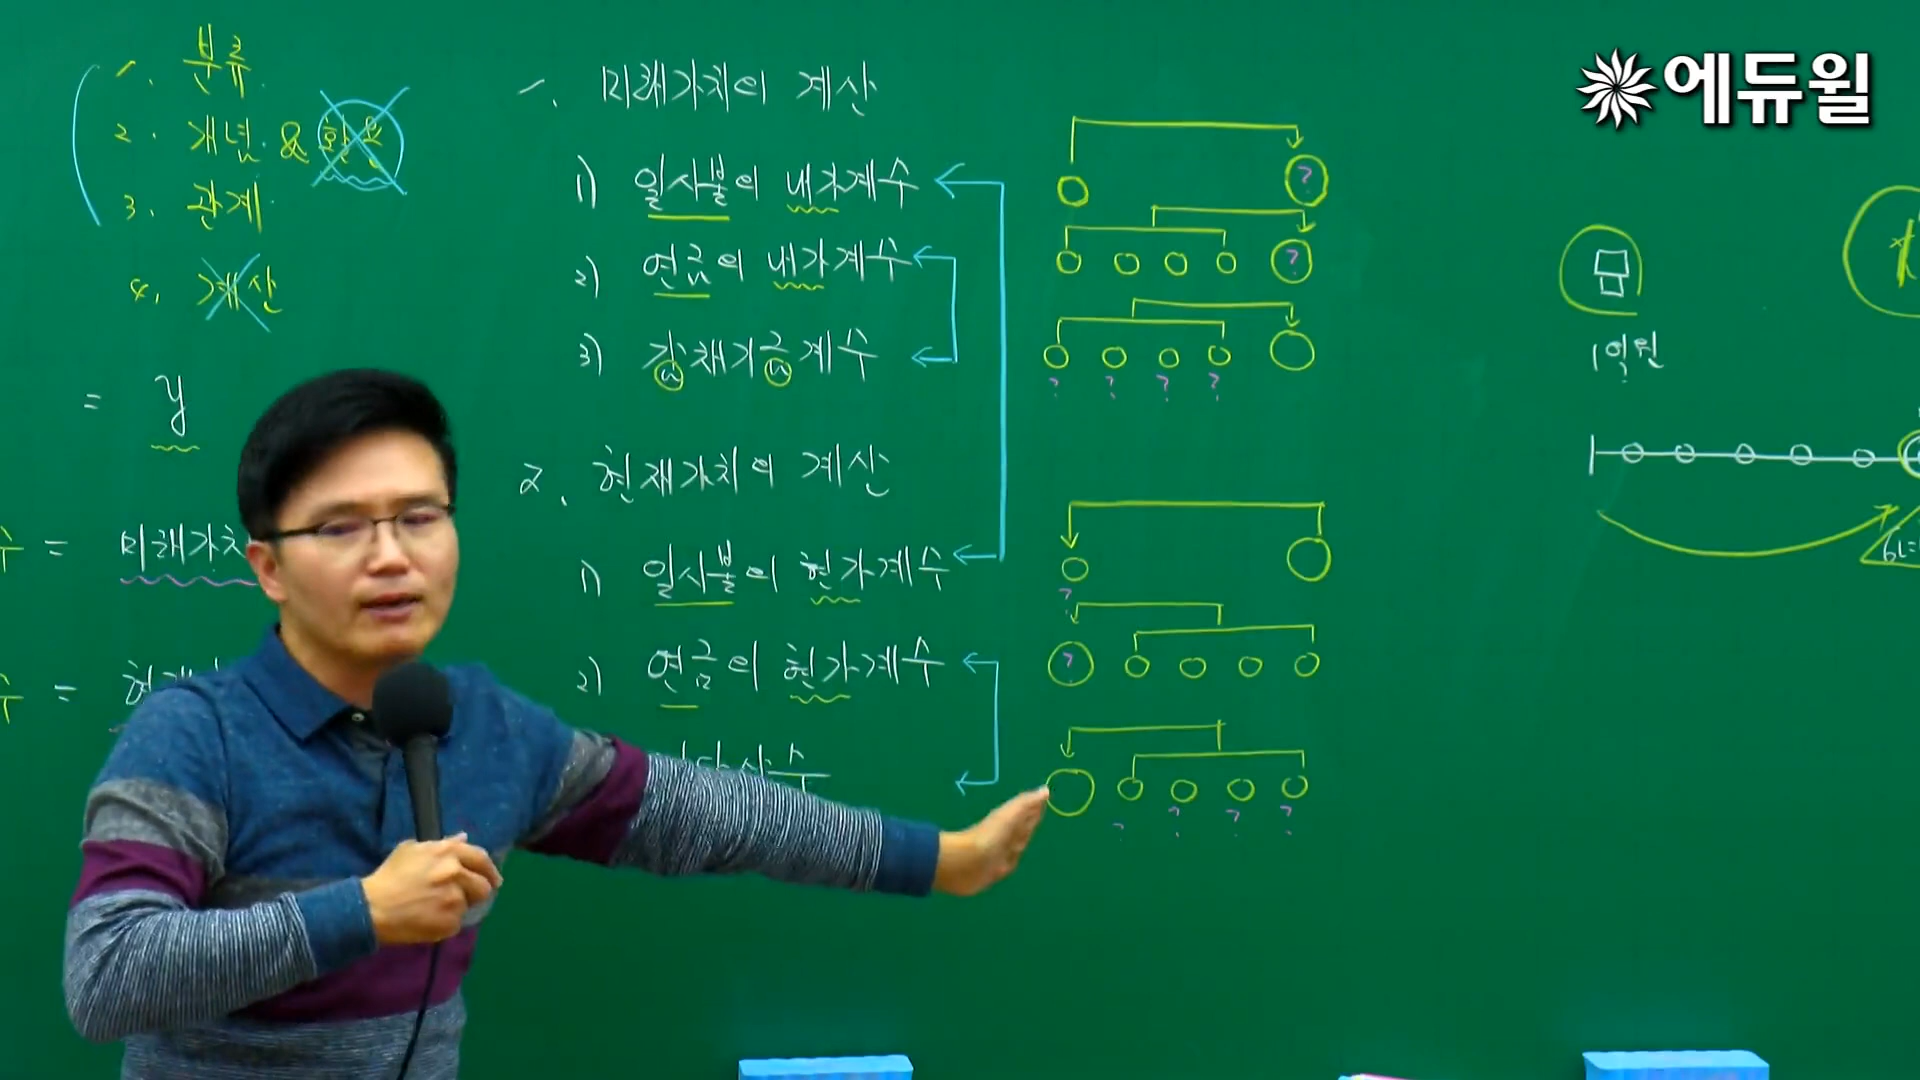 에듀윌
1. 분류
2. 개념 & 활용
3. 관계
4. 계산
= y
수 = 미래가치
수 =
1. 미래가치의 계산
1) 일시불의 내가계수
2) 연금의 내가계수
3) 감채기금계수
2. 현재가치의 계산
1) 일시불의 현가계수
2) 연금의 현가계수
?
?
? ? ? ?
?
?
? ? ? ?
1억원